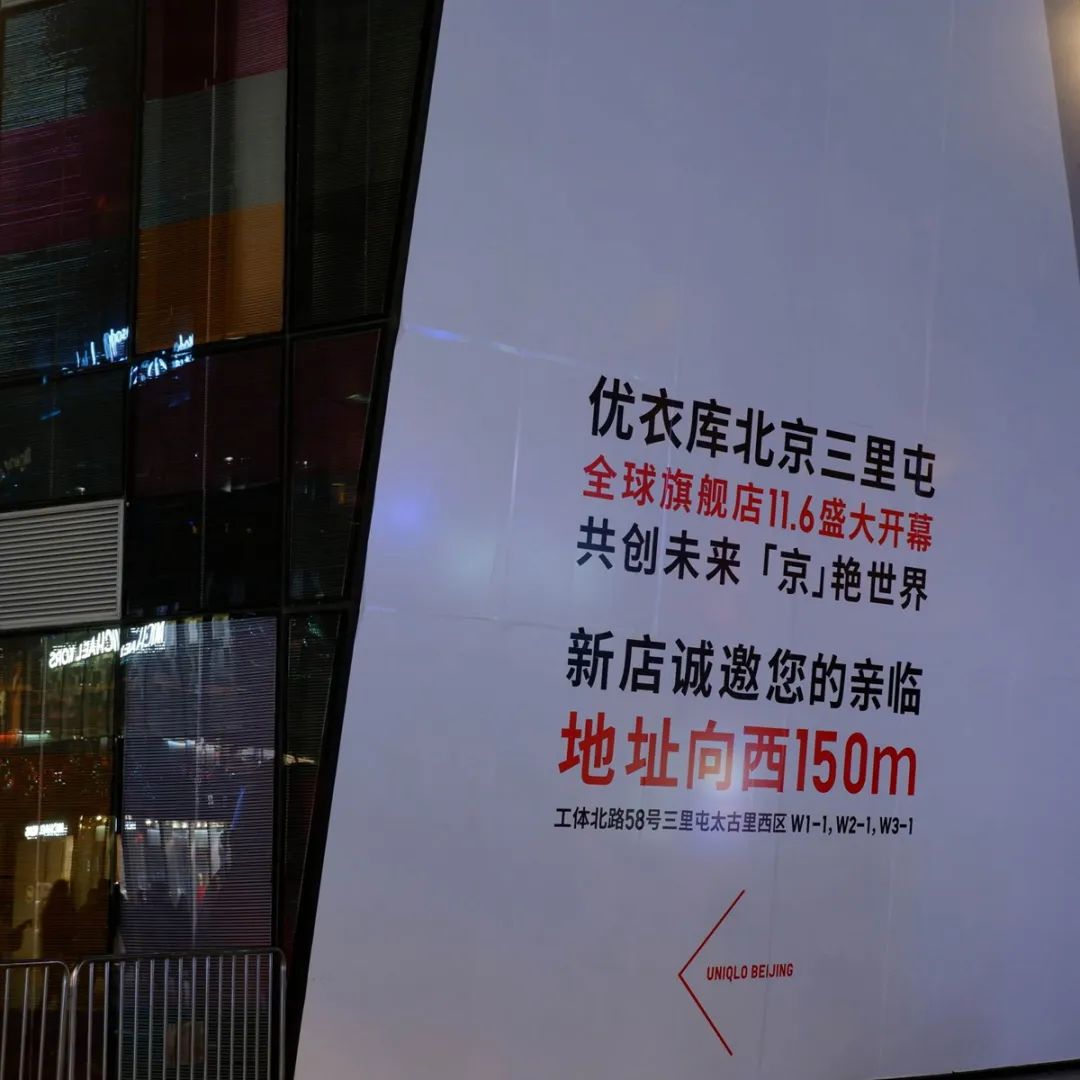 优衣库北京三里屯
全球旗舰店11.6盛大开幕
共创未来「京」艳世界
新店诚邀您的亲临
地址向西150m
工体北路58号三里屯太古里西区 W1-1, W2-1, W3-1
UNIQLO BEIJING
MICHAEL KORS